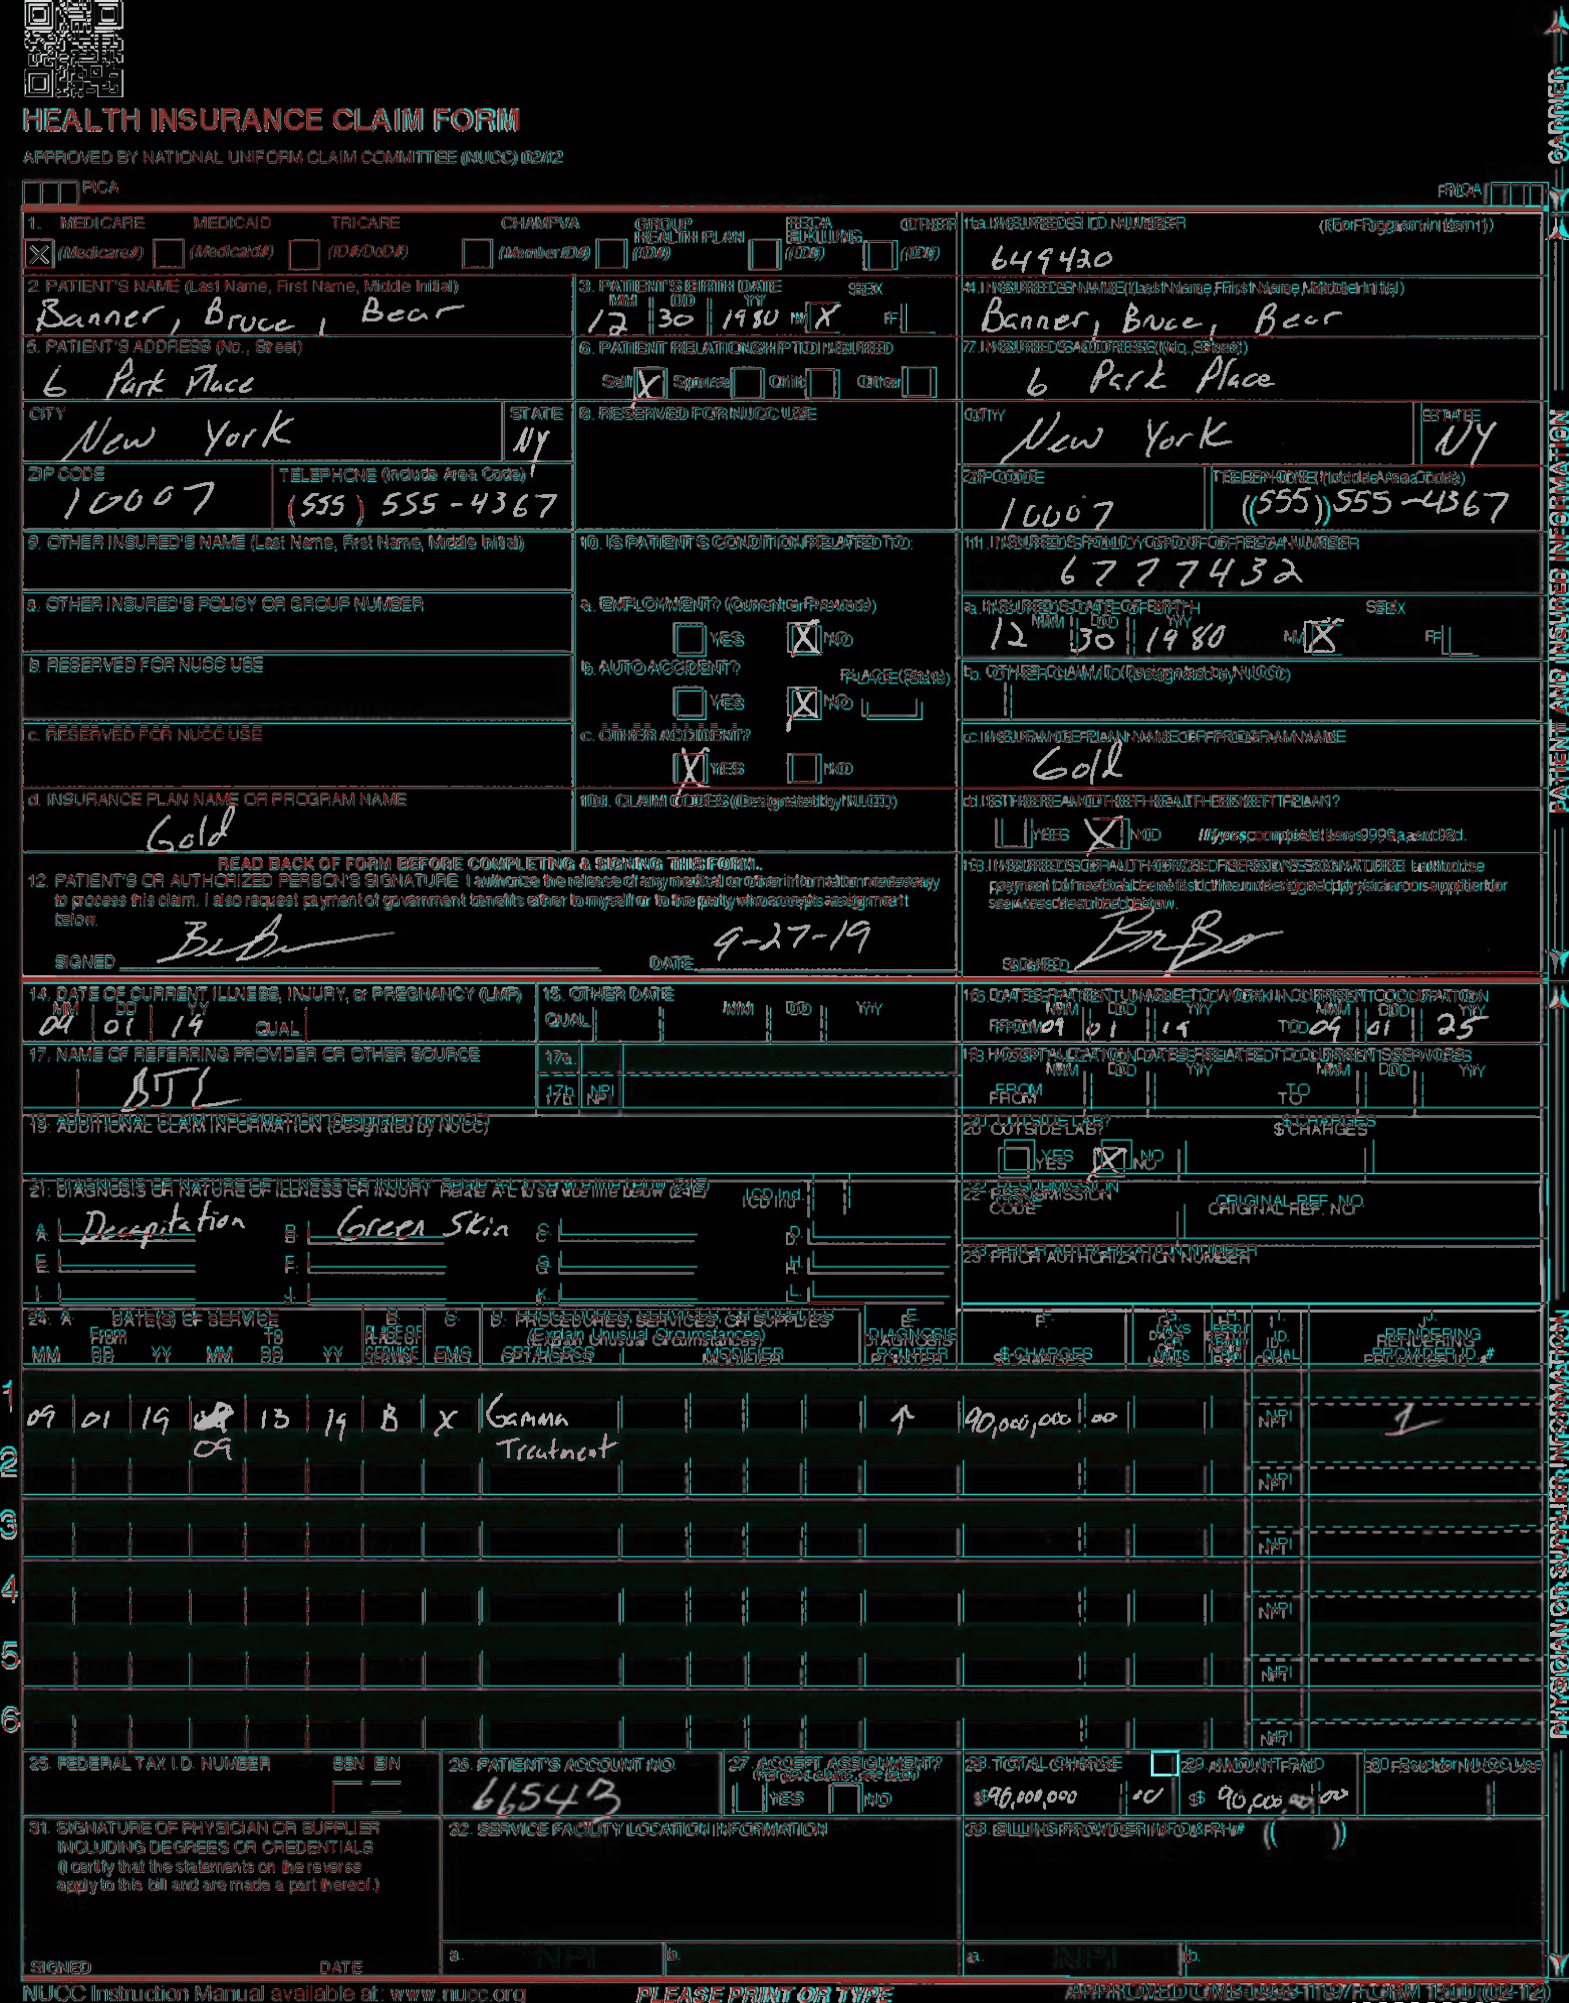 HEALTH INSURANCE CLAIM FORM
APPROVED BY NATIONAL UNIFORM CLAIM COMMITTEE (NUCC) 02/12
PICA
PICA
CARRIER
1. MEDICARE MEDICAID TRICARE CHAMPVA GROUP HEALTH PLAN FECA BLK LUNG OTHER
X (Medicare#) (Medicaid#) (ID#/DoD#) (Member ID#) (ID#) (ID#) (ID#)
1a. INSURED'S I.D. NUMBER (For Program in Item 1)
649420
2. PATIENT'S NAME (Last Name, First Name, Middle Initial)
Banner, Bruce, Bear
3. PATIENT'S BIRTH DATE SEX
MM DD YY
12 30 1980 M X F
4. INSURED'S NAME (Last Name, First Name, Middle Initial)
Banner, Bruce, Bear
5. PATIENT'S ADDRESS (No., Street)
6 Park Place
6. PATIENT RELATIONSHIP TO INSURED
Self X Spouse Child Other
7. INSURED'S ADDRESS (No., Street)
6 Park Place
CITY STATE
New York NY
8. RESERVED FOR NUCC USE
CITY STATE
New York NY
ZIP CODE TELEPHONE (Include Area Code)
10007 (555) 555-4367
ZIP CODE TELEPHONE (Include Area Code)
10007 (555) 555-4367
9. OTHER INSURED'S NAME (Last Name, First Name, Middle Initial)
10. IS PATIENT'S CONDITION RELATED TO:
11. INSURED'S POLICY GROUP OR FECA NUMBER
6777432
a. OTHER INSURED'S POLICY OR GROUP NUMBER
a. EMPLOYMENT? (Current or Previous)
YES X NO
a. INSURED'S DATE OF BIRTH SEX
MM DD YY
12 30 1980 M X F
b. RESERVED FOR NUCC USE
b. AUTO ACCIDENT? PLACE (State)
YES X NO
b. OTHER CLAIM ID (Designated by NUCC)
c. RESERVED FOR NUCC USE
c. OTHER ACCIDENT?
X YES NO
c. INSURANCE PLAN NAME OR PROGRAM NAME
Gold
d. INSURANCE PLAN NAME OR PROGRAM NAME
Gold
10d. CLAIM CODES (Designated by NUCC)
d. IS THERE ANOTHER HEALTH BENEFIT PLAN?
YES X NO If yes, complete items 9, 9a, and 9d.
PATIENT AND INSURED INFORMATION
READ BACK OF FORM BEFORE COMPLETING & SIGNING THIS FORM.
12. PATIENT'S OR AUTHORIZED PERSON'S SIGNATURE I authorize the release of any medical or other information necessary
to process this claim. I also request payment of government benefits either to myself or to the party who accepts assignment
below.
SIGNED DATE 9-27-19
13. INSURED'S OR AUTHORIZED PERSON'S SIGNATURE I authorize
payment of medical benefits to the undersigned physician or supplier for
services described below.
SIGNED
14. DATE OF CURRENT ILLNESS, INJURY, or PREGNANCY (LMP)
MM DD YY
09 01 19 QUAL.
15. OTHER DATE
QUAL. MM DD YY
16. DATES PATIENT UNABLE TO WORK IN CURRENT OCCUPATION
MM DD YY MM DD YY
FROM 09 01 19 TO 09 01 25
17. NAME OF REFERRING PROVIDER OR OTHER SOURCE
BJL
17a.
17b. NPI
18. HOSPITALIZATION DATES RELATED TO CURRENT SERVICES
MM DD YY MM DD YY
FROM TO
19. ADDITIONAL CLAIM INFORMATION (Designated by NUCC)
20. OUTSIDE LAB? $ CHARGES
YES X NO
21. DIAGNOSIS OR NATURE OF ILLNESS OR INJURY Relate A-L to service line below (24E) ICD Ind.
A. Decapitation B. Green Skin C. D.
E. F. G. H.
I. J. K. L.
22. RESUBMISSION CODE ORIGINAL REF. NO.
23. PRIOR AUTHORIZATION NUMBER
24. A. DATE(S) OF SERVICE B. C. D. PROCEDURES, SERVICES, OR SUPPLIES E. F. G. H. I. J.
From To PLACE OF (Explain Unusual Circumstances) DIAGNOSIS DAYS OR ID. RENDERING
MM DD YY MM DD YY SERVICE EMG CPT/HCPCS MODIFIER POINTER $ CHARGES UNITS QUAL. PROVIDER ID. #
1 09 01 19 09 13 19 B X Gamma Treatment ↑ 90,000,000 00 NPI 1
2 NPI
3 NPI
4 NPI
5 NPI
6 NPI
25. FEDERAL TAX I.D. NUMBER SSN EIN
26. PATIENT'S ACCOUNT NO.
6654B
27. ACCEPT ASSIGNMENT?
(For govt. claims, see back)
YES NO
28. TOTAL CHARGE
$ 90,000,000 00
29. AMOUNT PAID
$ 90,000,000 00
30. Rsvd for NUCC Use
31. SIGNATURE OF PHYSICIAN OR SUPPLIER
INCLUDING DEGREES OR CREDENTIALS
(I certify that the statements on the reverse
apply to this bill and are made a part thereof.)
SIGNED DATE
32. SERVICE FACILITY LOCATION INFORMATION
a. NPI b.
33. BILLING PROVIDER INFO & PH # ( )
a. NPI b.
PHYSICIAN OR SUPPLIER INFORMATION
NUCC Instruction Manual available at: www.nucc.org
PLEASE PRINT OR TYPE
APPROVED OMB-0938-1197 FORM 1500 (02-12)